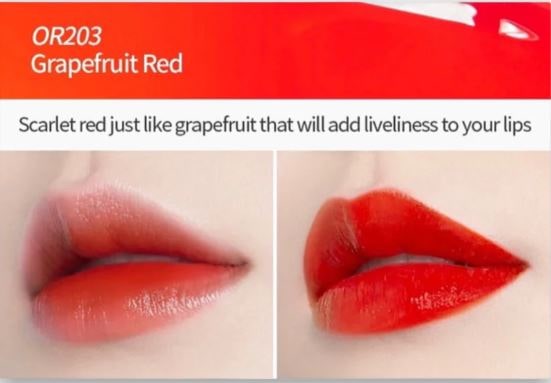 OR203
Grapefruit Red
Scarlet red just like grapefruit that will add liveliness to your lips